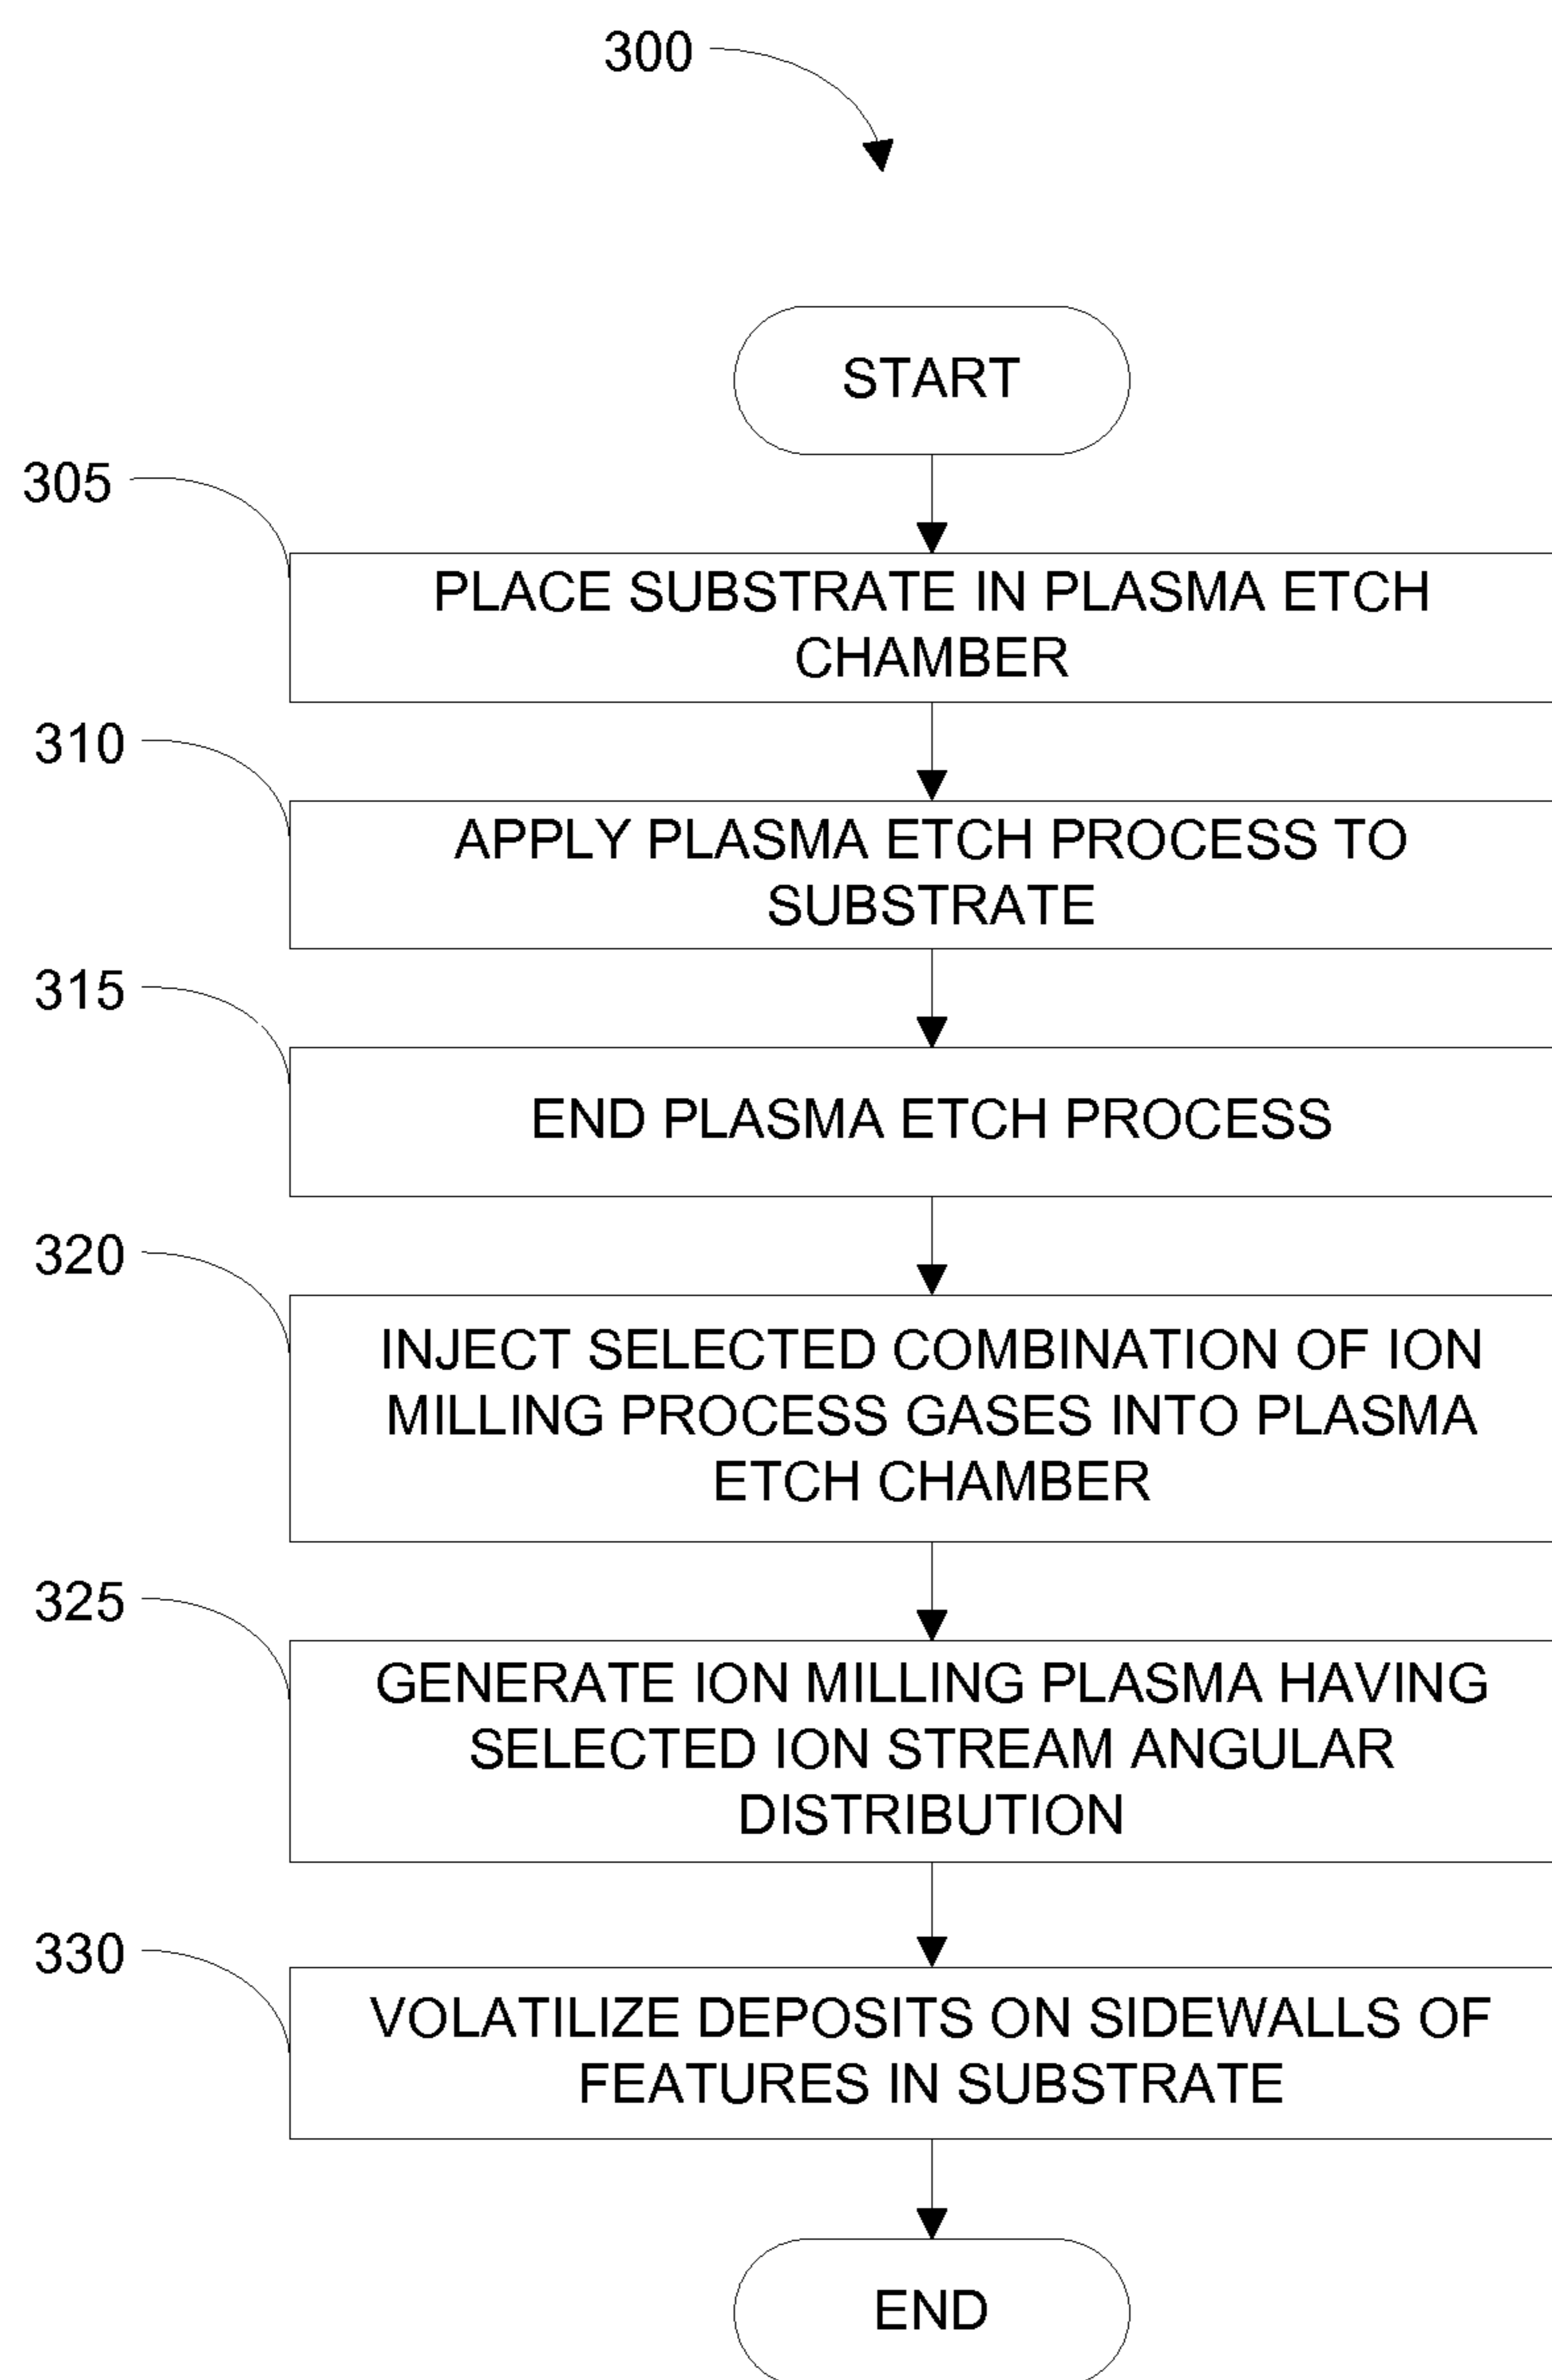 300
START
305
PLACE SUBSTRATE IN PLASMA ETCH
CHAMBER
310
APPLY PLASMA ETCH PROCESS TO
SUBSTRATE
315
END PLASMA ETCH PROCESS
320
INJECT SELECTED COMBINATION OF ION
MILLING PROCESS GASES INTO PLASMA
ETCH CHAMBER
325
GENERATE ION MILLING PLASMA HAVING
SELECTED ION STREAM ANGULAR
DISTRIBUTION
330
VOLATILIZE DEPOSITS ON SIDEWALLS OF
FEATURES IN SUBSTRATE
END